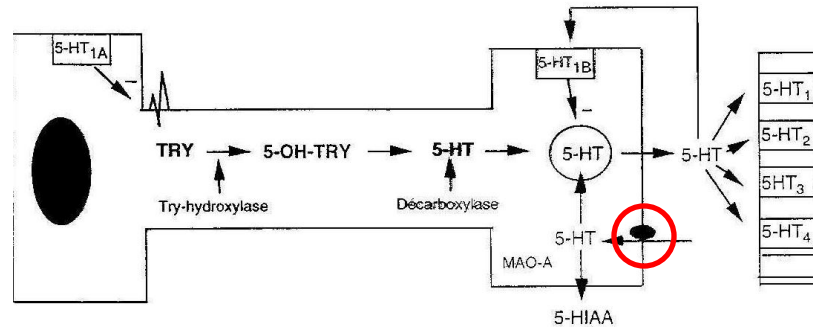 5-HT1A
–
5-HT1B
–
TRY
5-OH-TRY
5-HT
5-HT
5-HT
5-HT1
5-HT2
5HT3
5-HT4
Try-hydroxylase
Décarboxylase
5-HT
MAO-A
5-HIAA